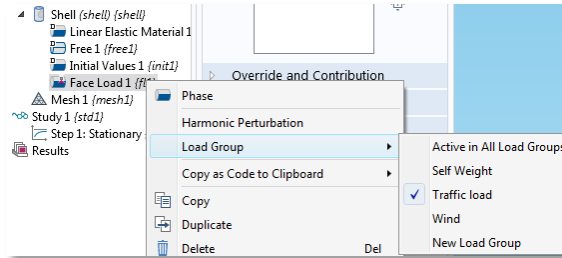 Shell (shell) {shell}
Linear Elastic Material 1
Free 1 {free1}
Initial Values 1 {init1}
Face Load 1
Mesh 1 {mesh1}
Study 1 {std1}
Step 1: Stationary
Results
Override and Contribution
Phase
Harmonic Perturbation
Load Group
Copy as Code to Clipboard
Copy
Duplicate
Delete Del
Active in All Load Groups
Self Weight
Traffic load
Wind
New Load Group